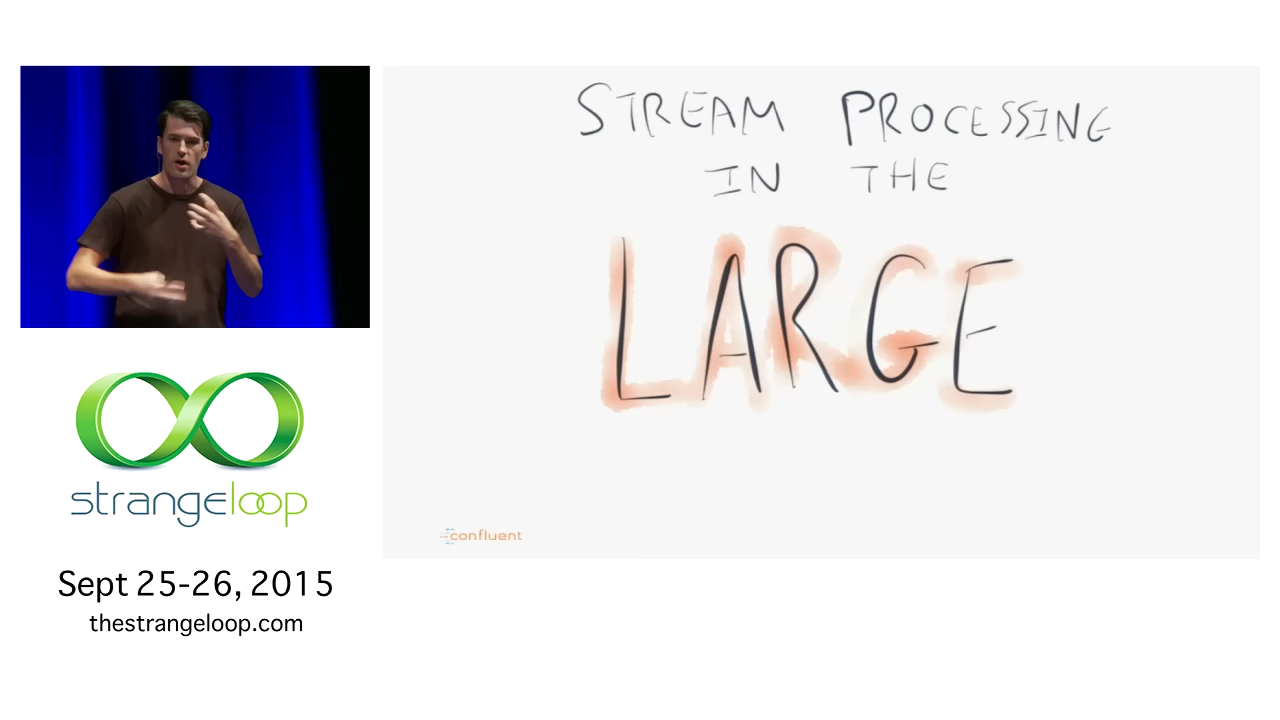 STREAM PROCESSING
IN THE
LARGE
confluent
strangeloop
Sept 25-26, 2015
thestrangeloop.com